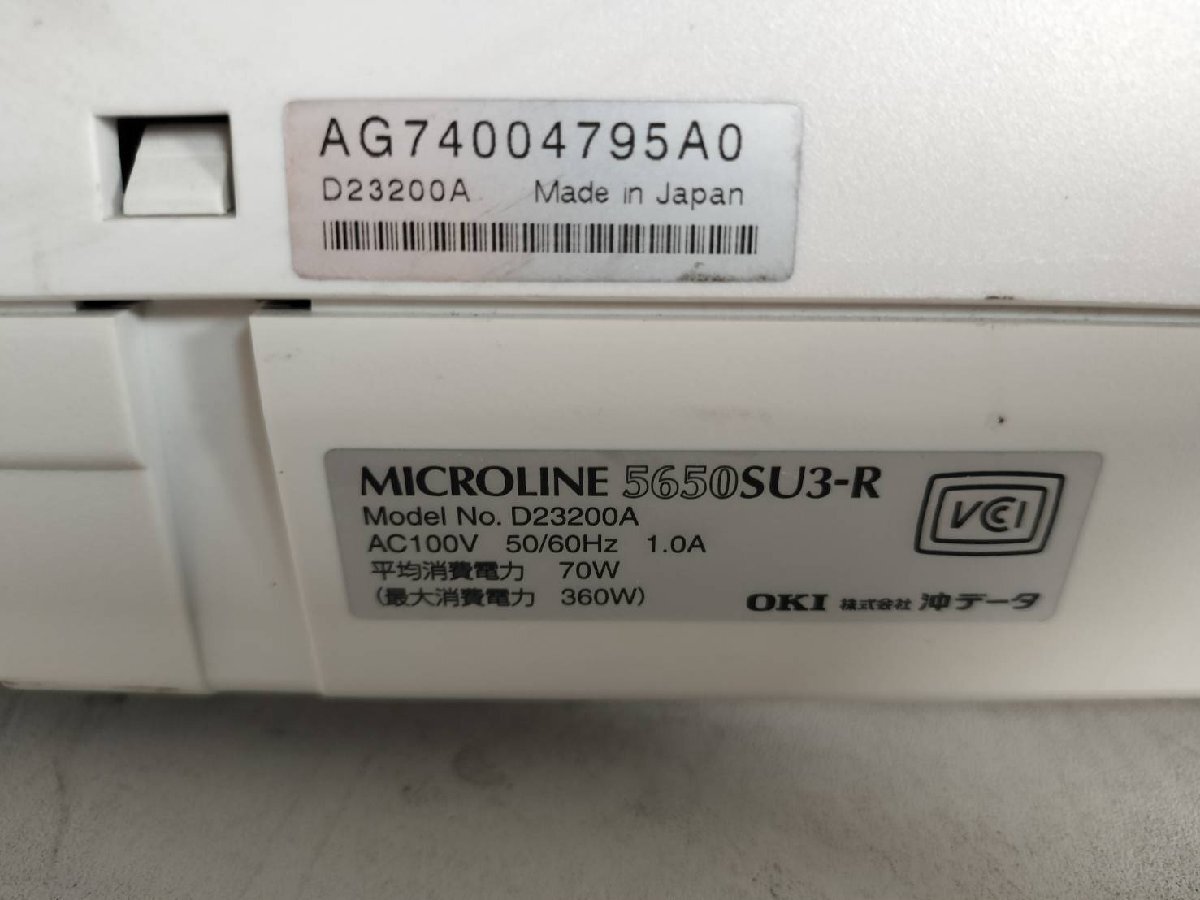 AG74004795A0
D23200A Made in Japan
MICROLINE 5650SU3-R
Model No. D23200A
AC100V 50/60Hz 1.0A
平均消費電力 70W
(最大消費電力 360W)
VCCI
OKI 株式会社 沖データ